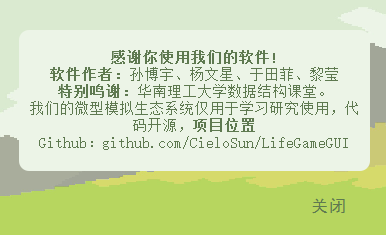 感谢你使用我们的软件!
软件作者：孙博宇、杨文星、于田菲、黎莹
特别鸣谢：华南理工大学数据结构课堂。
我们的微型模拟生态系统仅用于学习研究使用，代
码开源，项目位置
Github：github.com/CieloSun/LifeGameGUI
关闭